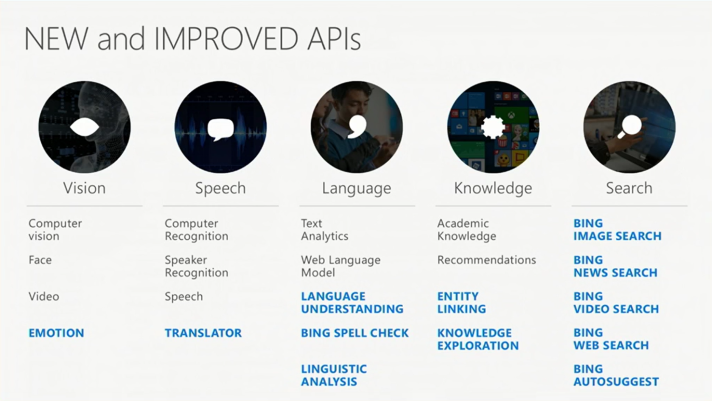 NEW and IMPROVED APIs
Vision
Speech
Language
Knowledge
Search
Computer
vision
Face
Video
EMOTION
Computer
Recognition
Speaker
Recognition
Speech
TRANSLATOR
Text
Analytics
Web Language
Model
LANGUAGE
UNDERSTANDING
BING SPELL CHECK
LINGUISTIC
ANALYSIS
Academic
Knowledge
Recommendations
ENTITY
LINKING
KNOWLEDGE
EXPLORATION
BING
IMAGE SEARCH
BING
NEWS SEARCH
BING
VIDEO SEARCH
BING
WEB SEARCH
BING
AUTOSUGGEST